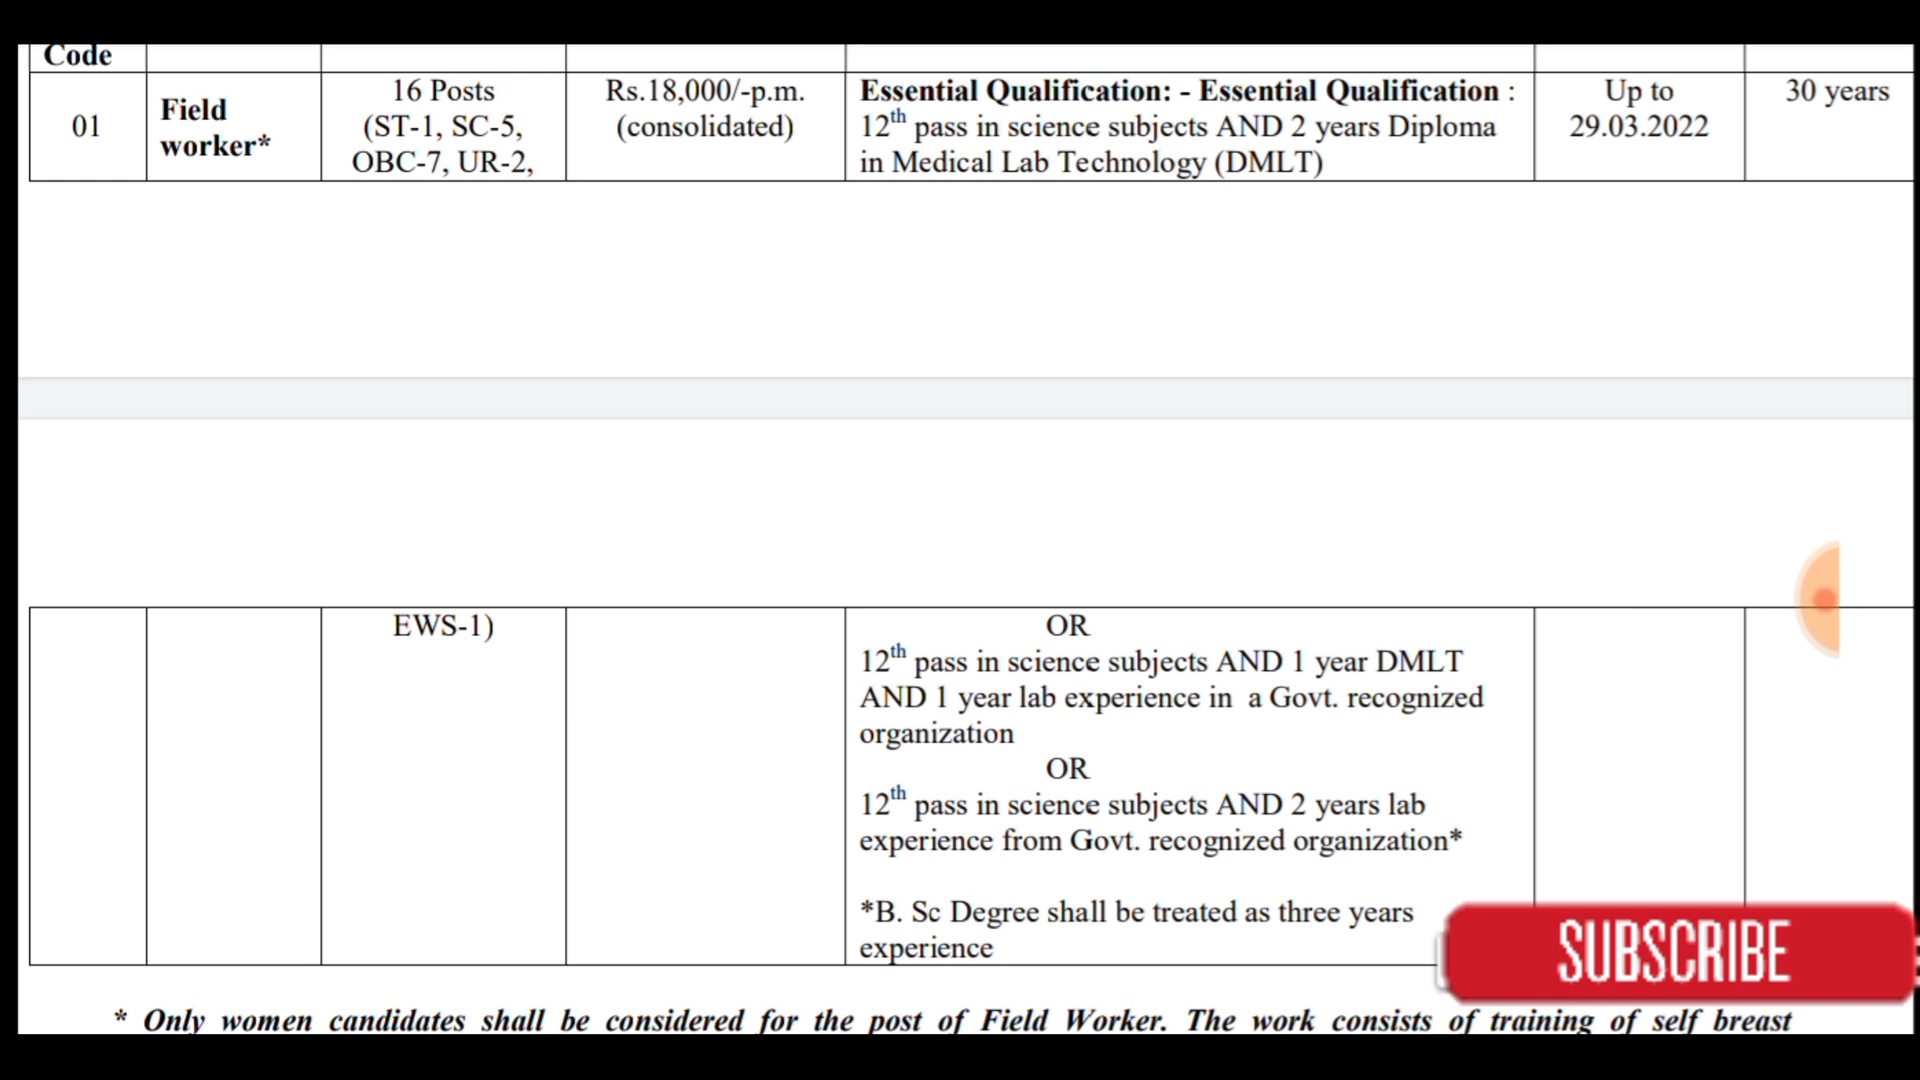 Code
01
Field
worker*
16 Posts
(ST-1, SC-5,
OBC-7, UR-2,
Rs.18,000/-p.m.
(consolidated)
Essential Qualification: - Essential Qualification :
12th pass in science subjects AND 2 years Diploma
in Medical Lab Technology (DMLT)
Up to
29.03.2022
30 years
EWS-1)
OR
12th pass in science subjects AND 1 year DMLT
AND 1 year lab experience in a Govt. recognized
organization
OR
12th pass in science subjects AND 2 years lab
experience from Govt. recognized organization*
*B. Sc Degree shall be treated as three years
experience
SUBSCRIBE
* Only women candidates shall be considered for the post of Field Worker. The work consists of training of self breast